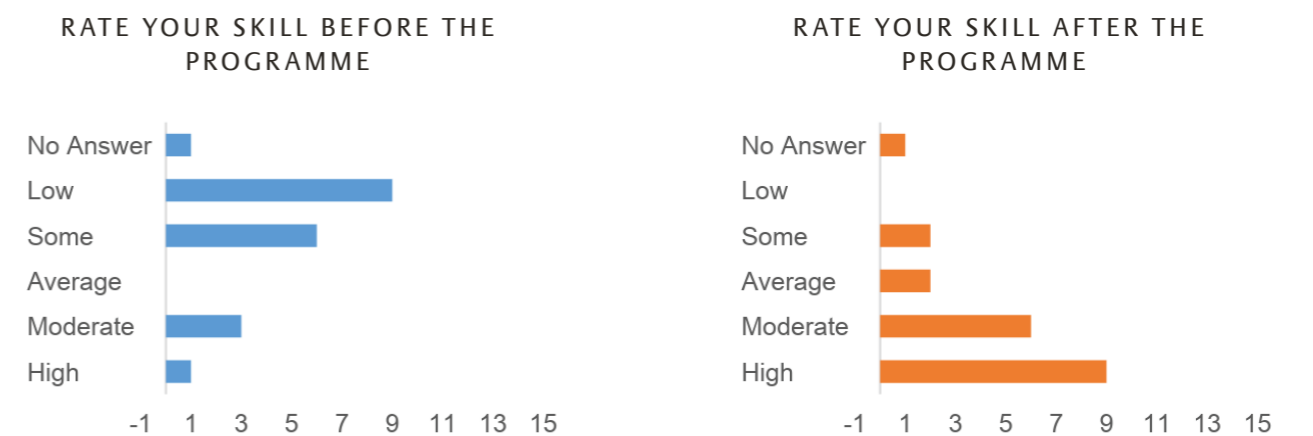 RATE YOUR SKILL BEFORE THE
PROGRAMME
No Answer
Low
Some
Average
Moderate
High
-1 1 3 5 7 9 11 13 15
RATE YOUR SKILL AFTER THE
PROGRAMME
No Answer
Low
Some
Average
Moderate
High
-1 1 3 5 7 9 11 13 15